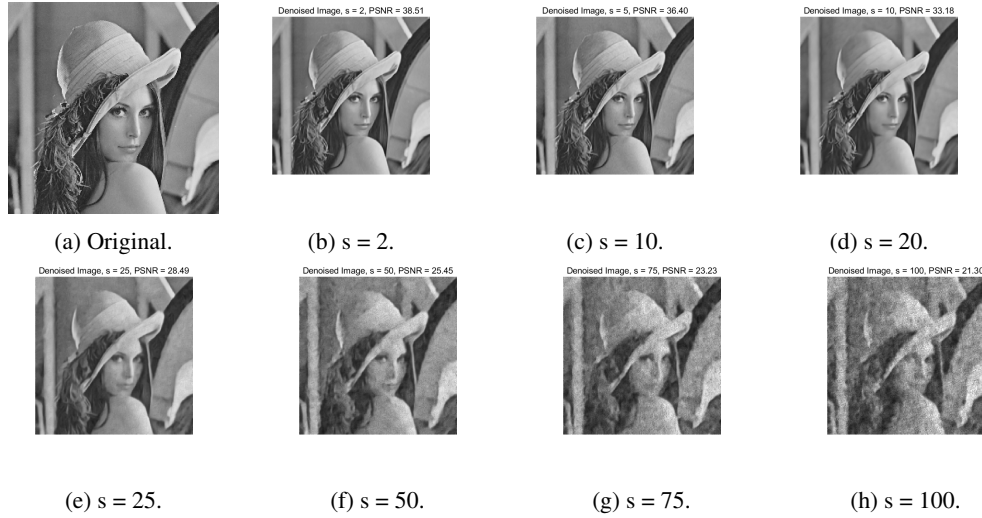 Denoised Image, s = 2, PSNR = 38.51
Denoised Image, s = 5, PSNR = 36.40
Denoised Image, s = 10, PSNR = 33.18
(a) Original.
(b) s = 2.
(c) s = 10.
(d) s = 20.
Denoised Image, s = 25, PSNR = 28.49
Denoised Image, s = 50, PSNR = 25.45
Denoised Image, s = 75, PSNR = 23.23
Denoised Image, s = 100, PSNR = 21.30
(e) s = 25.
(f) s = 50.
(g) s = 75.
(h) s = 100.